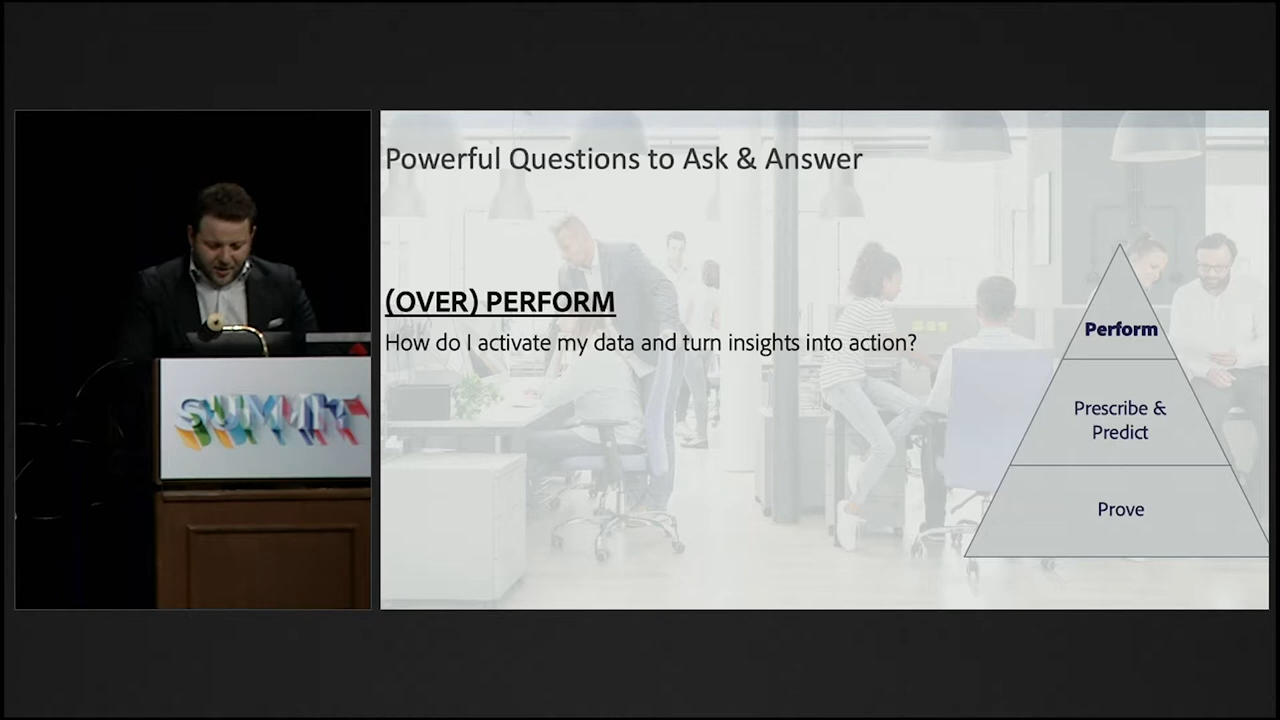 SUMMIT
Powerful Questions to Ask & Answer
(OVER) PERFORM
How do I activate my data and turn insights into action?
Perform
Prescribe &
Predict
Prove